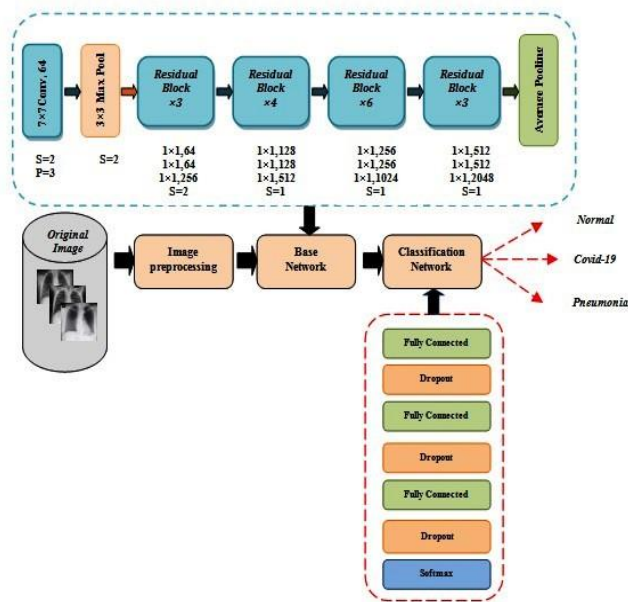 7×7 Conv, 64
3×3 Max Pool
Residual
Block
×3
Residual
Block
×4
Residual
Block
×6
Residual
Block
×3
Average Pooling
S=2
P=3
S=2
1×1,64
1×1,64
1×1,256
S=2
1×1,128
1×1,128
1×1,512
S=1
1×1,256
1×1,256
1×1,1024
S=1
1×1,512
1×1,512
1×1,2048
S=1
Original
Image
Image
preprocessing
Base
Network
Classification
Network
Normal
Covid-19
Pneumonia
Fully Connected
Dropout
Fully Connected
Dropout
Fully Connected
Dropout
Softmax